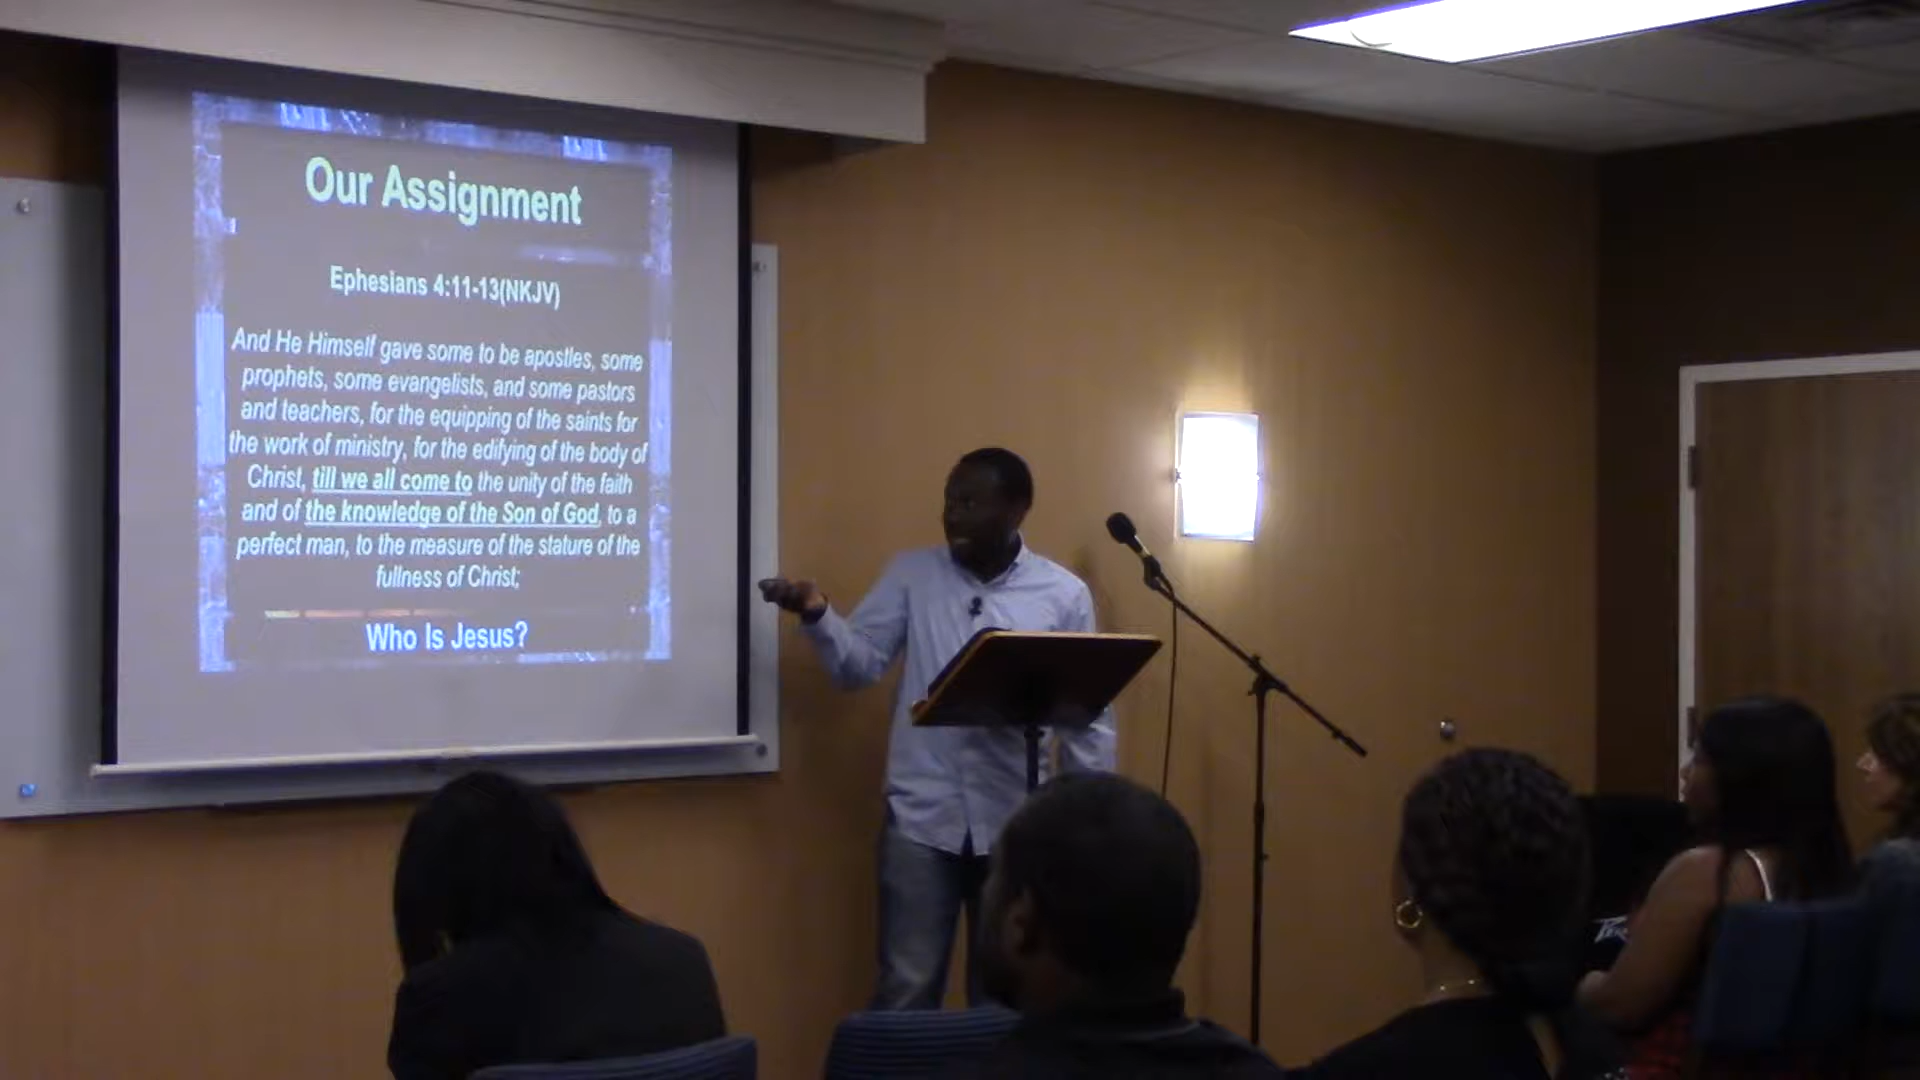 Our Assignment
Ephesians 4:11-13(NKJV)
And He Himself gave some to be apostles, some
prophets, some evangelists, and some pastors
and teachers, for the equipping of the saints for
the work of ministry, for the edifying of the body of
Christ, till we all come to the unity of the faith
and of the knowledge of the Son of God, to a
perfect man, to the measure of the stature of the
fullness of Christ;
Who Is Jesus?